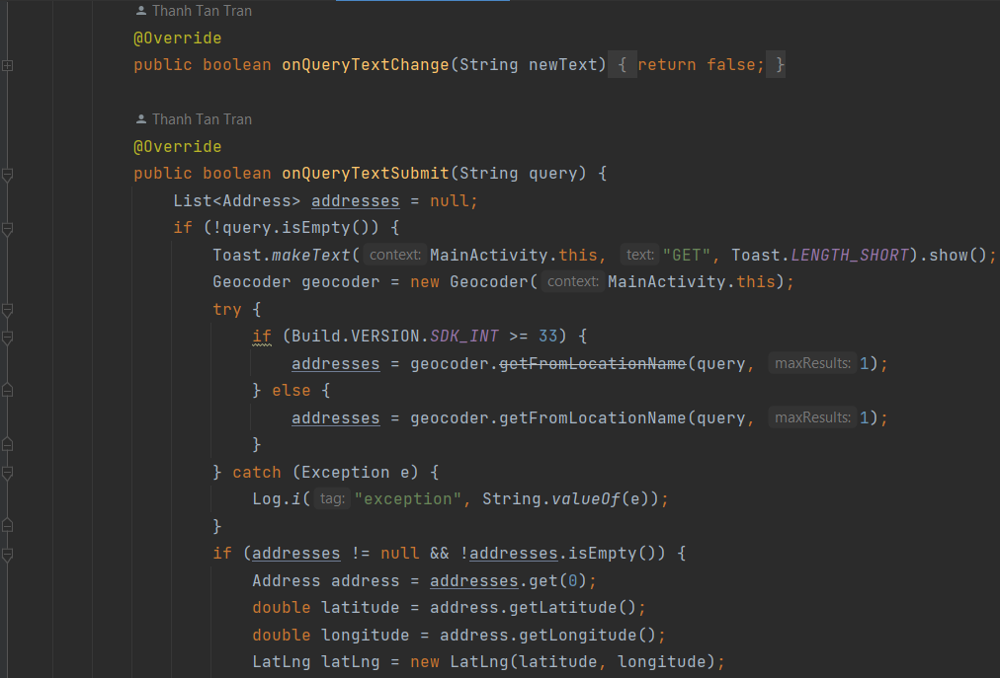 Thanh Tan Tran
@Override
public boolean onQueryTextChange(String newText) { return false; }
Thanh Tan Tran
@Override
public boolean onQueryTextSubmit(String query) {
List<Address> addresses = null;
if (!query.isEmpty()) {
Toast.makeText( context: MainActivity.this, text: "GET", Toast.LENGTH_SHORT).show();
Geocoder geocoder = new Geocoder( context: MainActivity.this);
try {
if (Build.VERSION.SDK_INT >= 33) {
addresses = geocoder.getFromLocationName(query, maxResults: 1);
} else {
addresses = geocoder.getFromLocationName(query, maxResults: 1);
}
} catch (Exception e) {
Log.i( tag: "exception", String.valueOf(e));
}
if (addresses != null && !addresses.isEmpty()) {
Address address = addresses.get(0);
double latitude = address.getLatitude();
double longitude = address.getLongitude();
LatLng latLng = new LatLng(latitude, longitude);